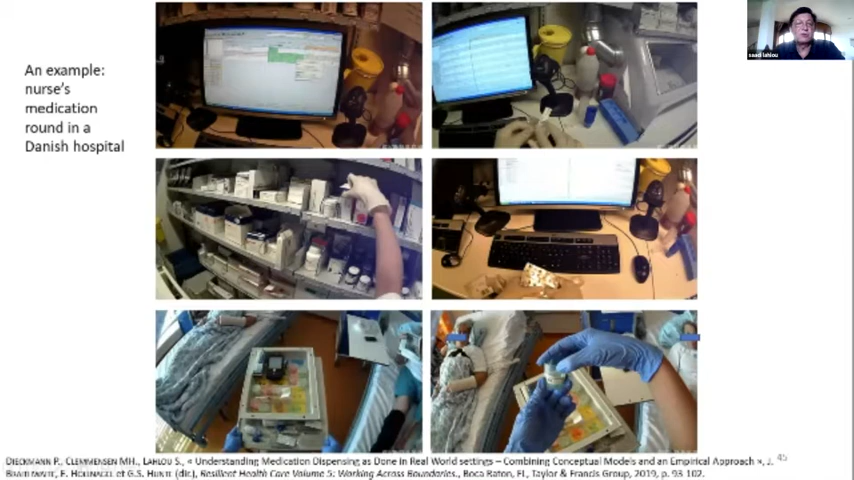 An example:
nurse's
medication
round in a
Danish hospital
saadi lahlou
DIECKMANN P., CLEMMENSEN MH., LAHLOU S., « Understanding Medication Dispensing as Done in Real World settings – Combining Conceptual Models and an Empirical Approach », J.
45
BRAITHWAITE, E. HOLLNAGEL et G.S. HUNTE (dir.), Resilient Health Care Volume 5: Working Across Boundaries., Boca Raton, FL, Taylor & Francis Group, 2019, p. 93-102.